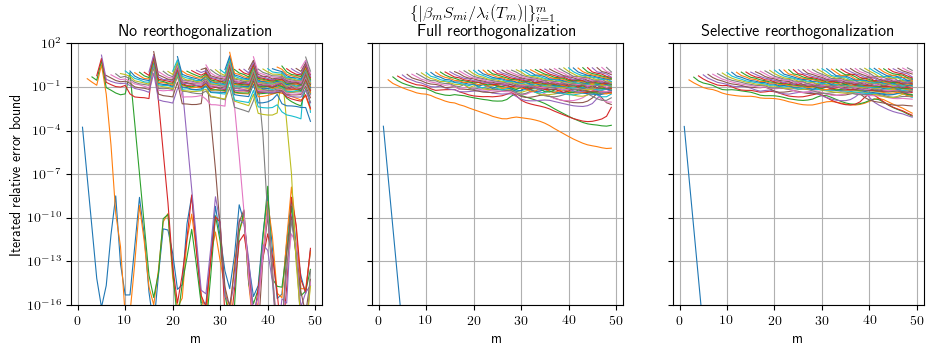 {|β_m S_{mi}/λ_i(T_m)|}_{i=1}^m
No reorthogonalization
Full reorthogonalization
Selective reorthogonalization
Iterated relative error bound
10^2
10^{-1}
10^{-4}
10^{-7}
10^{-10}
10^{-13}
10^{-16}
0 10 20 30 40 50
m
0 10 20 30 40 50
m
0 10 20 30 40 50
m